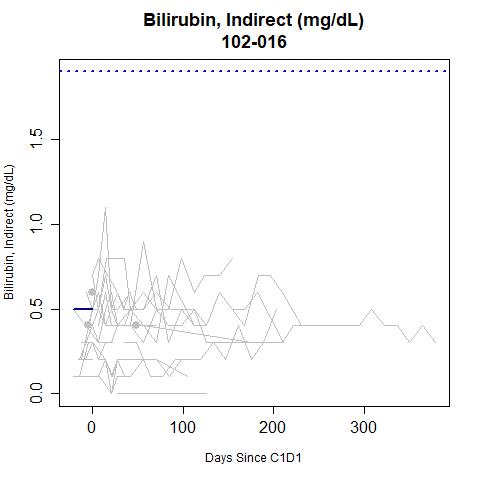 Bilirubin, Indirect (mg/dL)
102-016
Bilirubin, Indirect (mg/dL)
1.5
1.0
0.5
0.0
0 100 200 300
Days Since C1D1